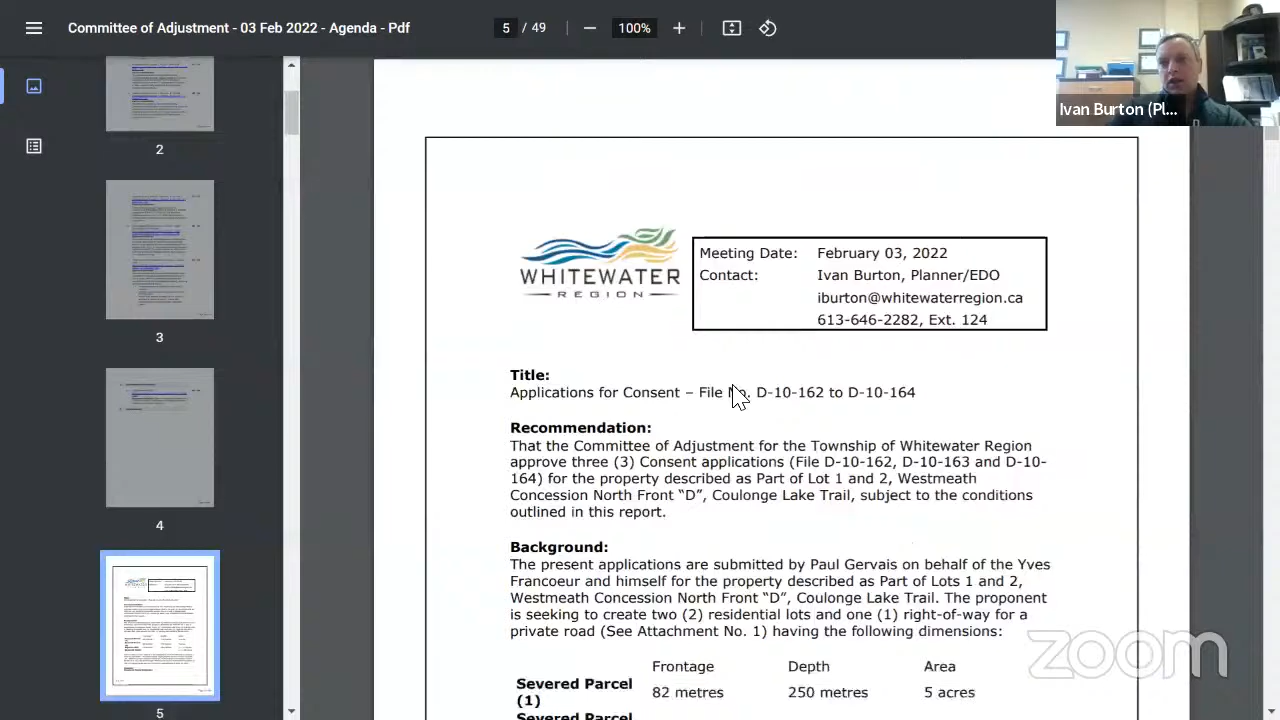 Committee of Adjustment - 03 Feb 2022 - Agenda - Pdf
5 / 49
100%
Ivan Burton (Pl...
2
3
4
5
WHITEWATER
REGION
Meeting Date: February 03, 2022
Contact: Ivan Burton, Planner/EDO
iburton@whitewaterregion.ca
613-646-2282, Ext. 124
Title:
Applications for Consent – File No. D-10-162 to D-10-164
Recommendation:
That the Committee of Adjustment for the Township of Whitewater Region
approve three (3) Consent applications (File D-10-162, D-10-163 and D-10-
164) for the property described as Part of Lot 1 and 2, Westmeath
Concession North Front “D”, Coulonge Lake Trail, subject to the conditions
outlined in this report.
Background:
The present applications are submitted by Paul Gervais on behalf of the Yves
Francoeur and himself for the property described as Part of Lots 1 and 2,
Westmeath Concession North Front “D”, Coulonge Lake Trail. The proponent
is seeking to create two (2) residential lots and one (1) right-of-way for a
private road (See Attachment No. 1) having the following dimensions:
Frontage Depth Area
Severed Parcel
(1)
82 metres 250 metres 5 acres
Severed Parcel
zoom